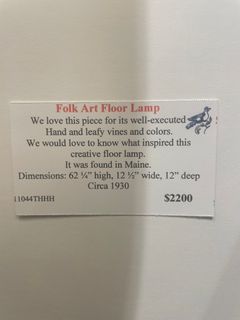 Folk Art Floor Lamp
We love this piece for its well-executed
Hand and leafy vines and colors.
We would love to know what inspired this
creative floor lamp.
It was found in Maine.
Dimensions: 62 ¼” high, 12 ½” wide, 12” deep
Circa 1930
11044THHH $2200